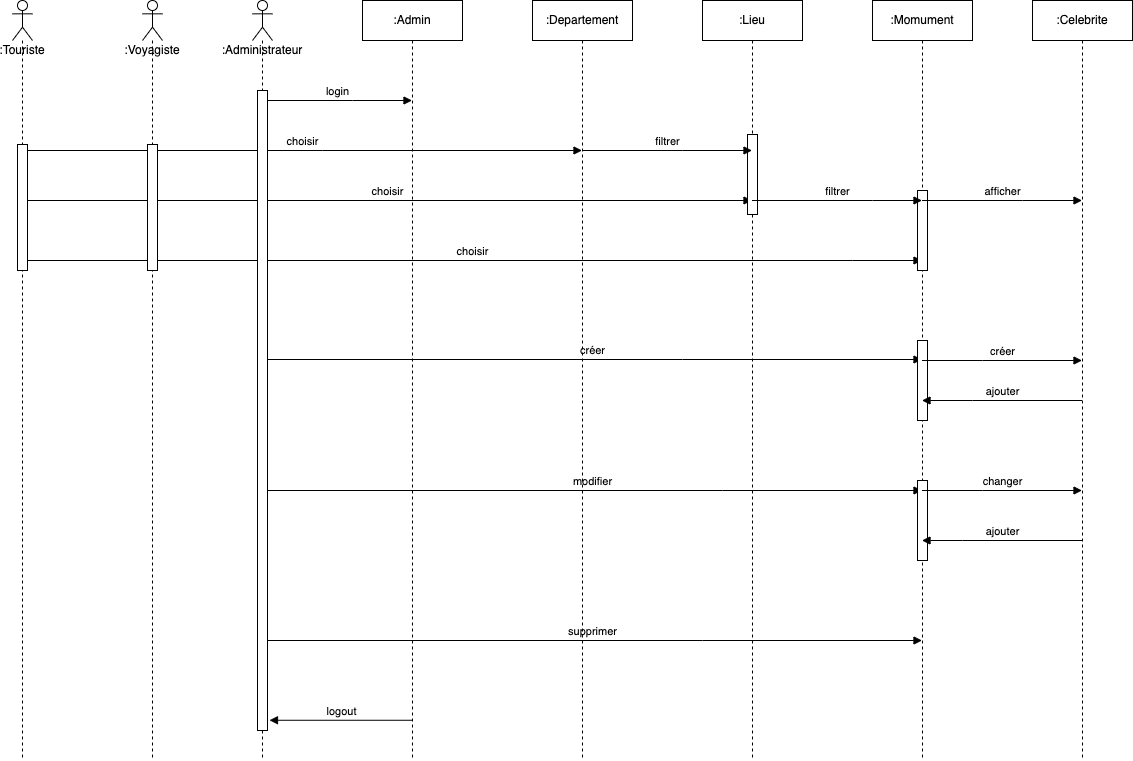 :Touriste
:Voyagiste
:Administrateur
:Admin
:Departement
:Lieu
:Momument
:Celebrite
login
choisir
filtrer
choisir
filtrer
afficher
choisir
créer
créer
ajouter
modifier
changer
ajouter
supprimer
logout